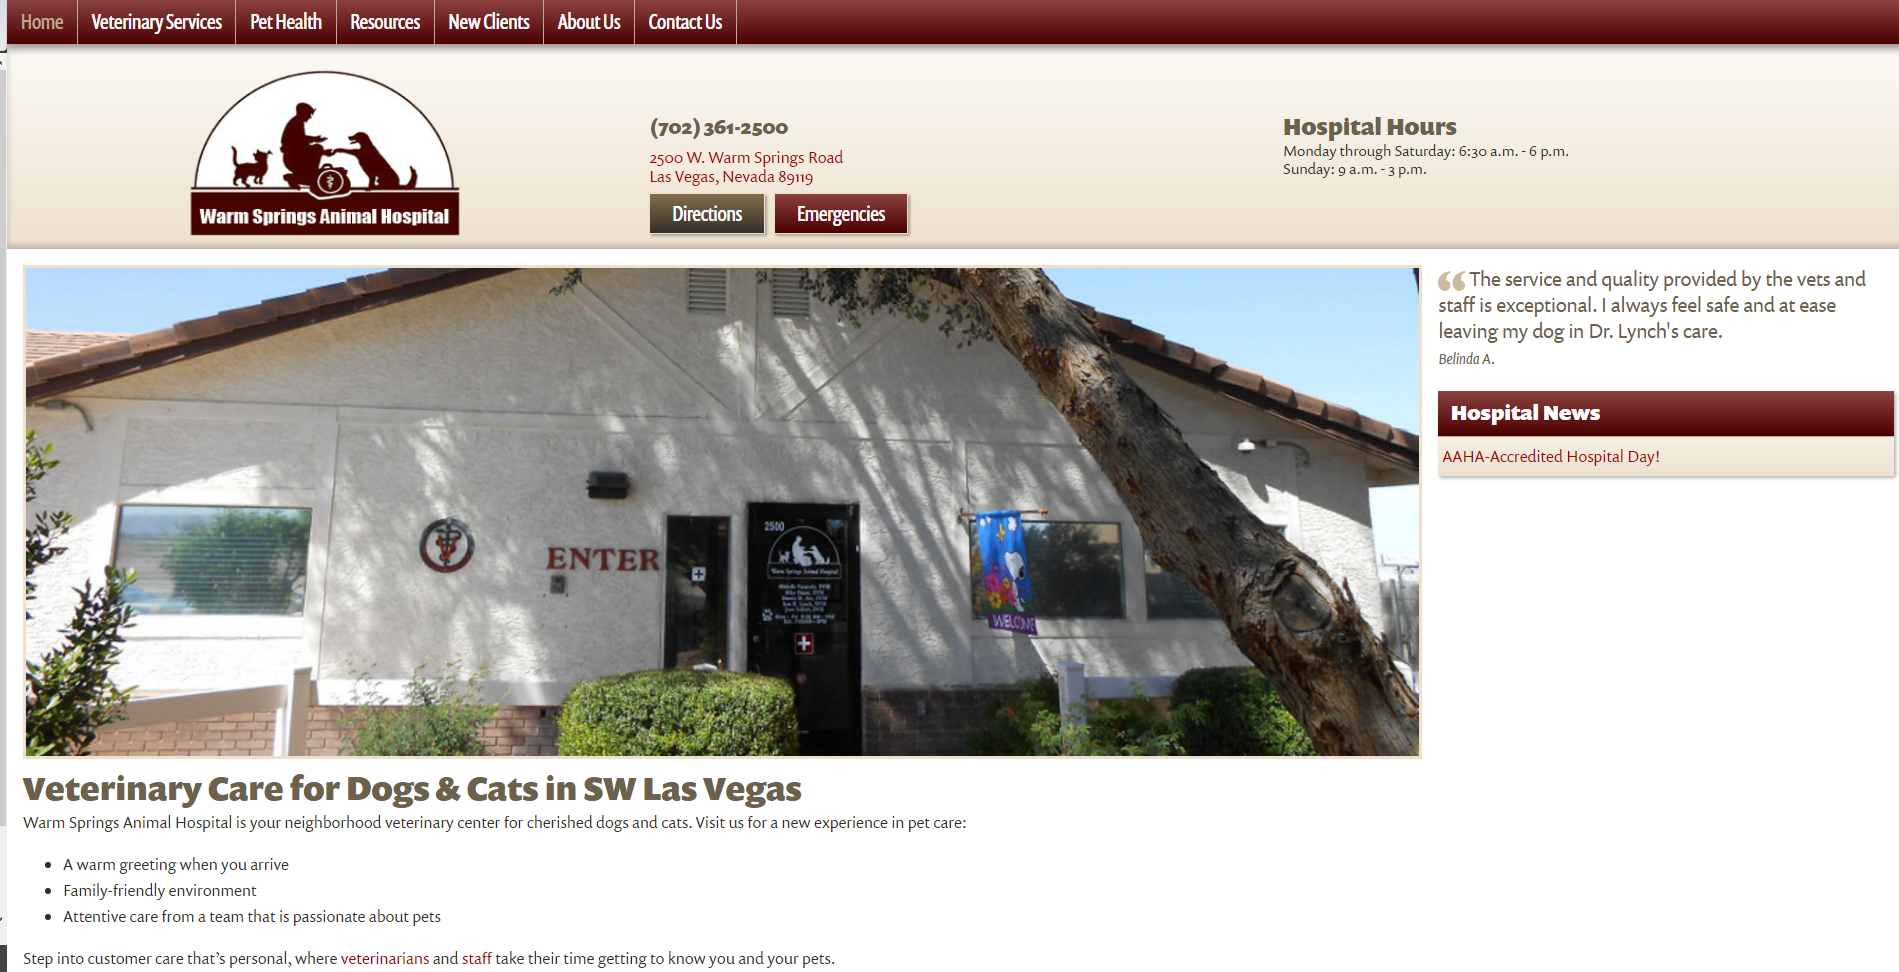 Home
Veterinary Services
Pet Health
Resources
New Clients
About Us
Contact Us
Warm Springs Animal Hospital
(702) 361-2500
2500 W. Warm Springs Road
Las Vegas, Nevada 89119
Directions
Emergencies
Hospital Hours
Monday through Saturday: 6:30 a.m. - 6 p.m.
Sunday: 9 a.m. - 3 p.m.
ENTER
2500
Warm Springs Animal Hospital
WELCOME
“The service and quality provided by the vets and
staff is exceptional. I always feel safe and at ease
leaving my dog in Dr. Lynch's care.
Belinda A.
Hospital News
AAHA-Accredited Hospital Day!
Veterinary Care for Dogs & Cats in SW Las Vegas
Warm Springs Animal Hospital is your neighborhood veterinary center for cherished dogs and cats. Visit us for a new experience in pet care:
• A warm greeting when you arrive
• Family-friendly environment
• Attentive care from a team that is passionate about pets
Step into customer care that’s personal, where veterinarians and staff take their time getting to know you and your pets.